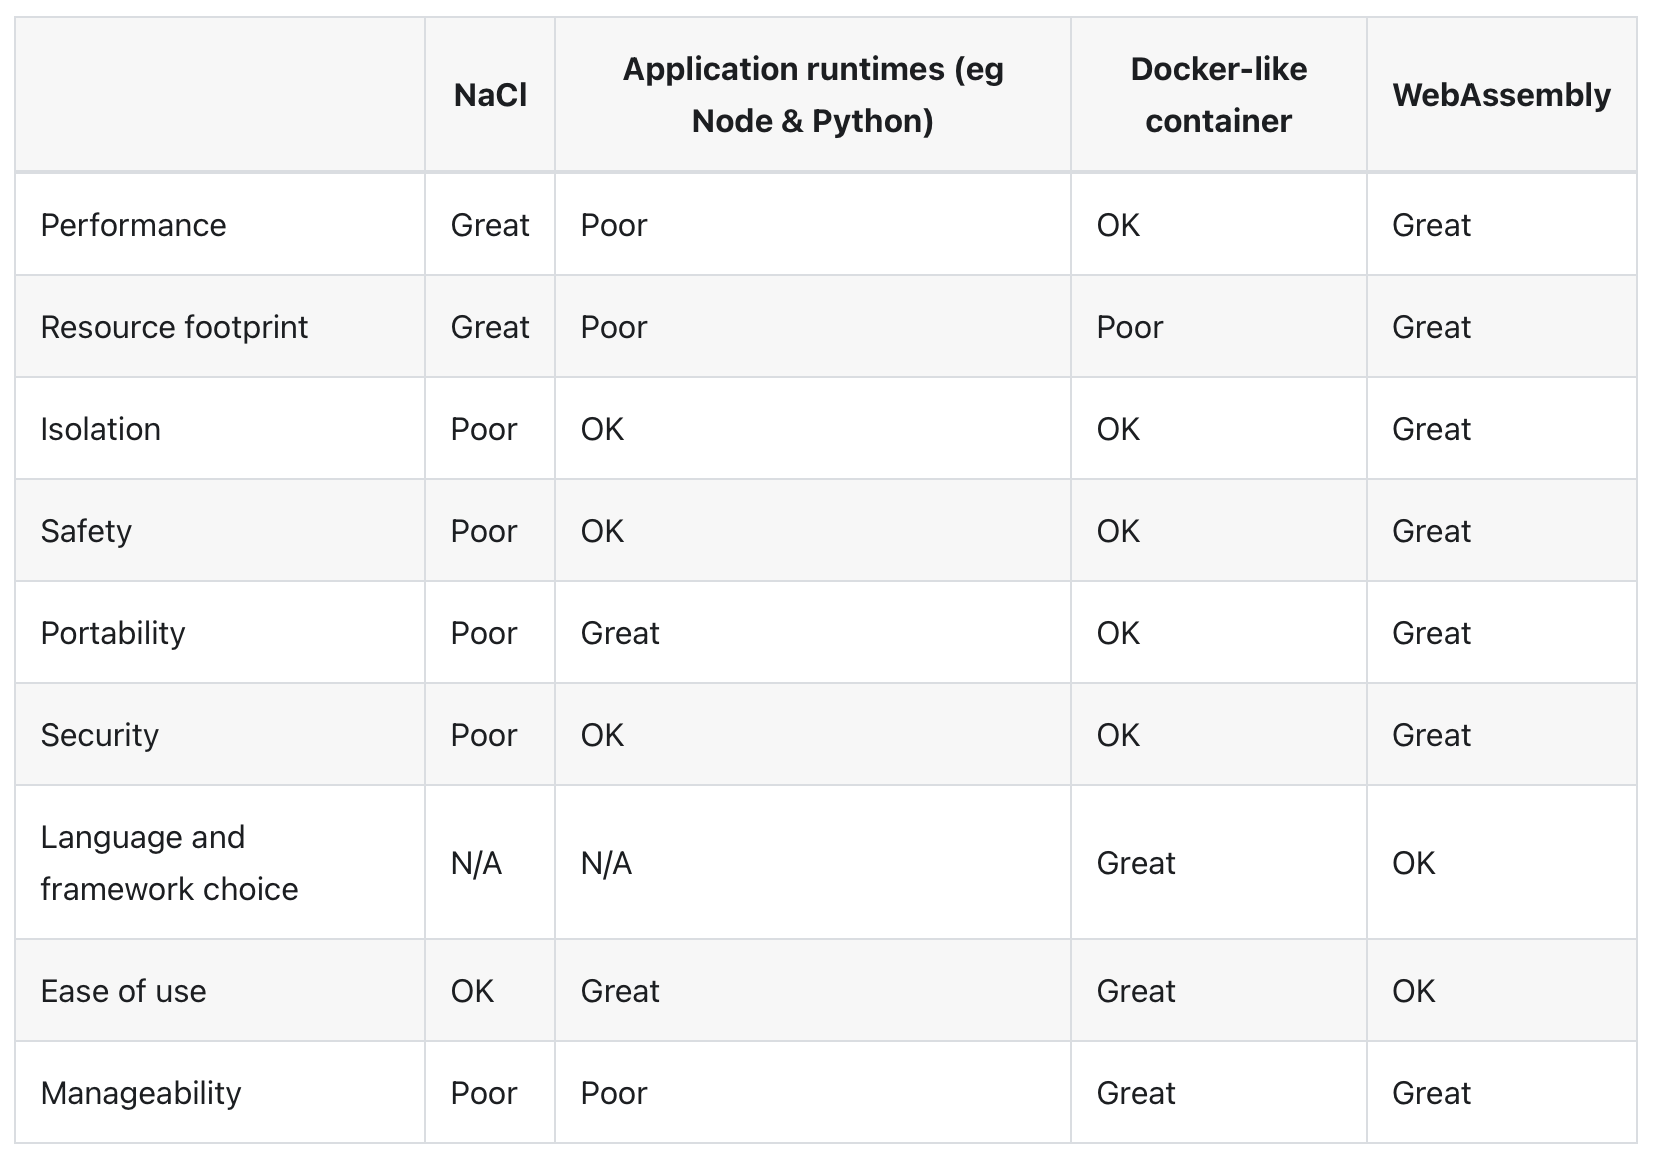 NaCl Application runtimes (eg Node & Python) Docker-like container WebAssembly
Performance Great Poor OK Great
Resource footprint Great Poor Poor Great
Isolation Poor OK OK Great
Safety Poor OK OK Great
Portability Poor Great OK Great
Security Poor OK OK Great
Language and framework choice N/A N/A Great OK
Ease of use OK Great Great OK
Manageability Poor Poor Great Great